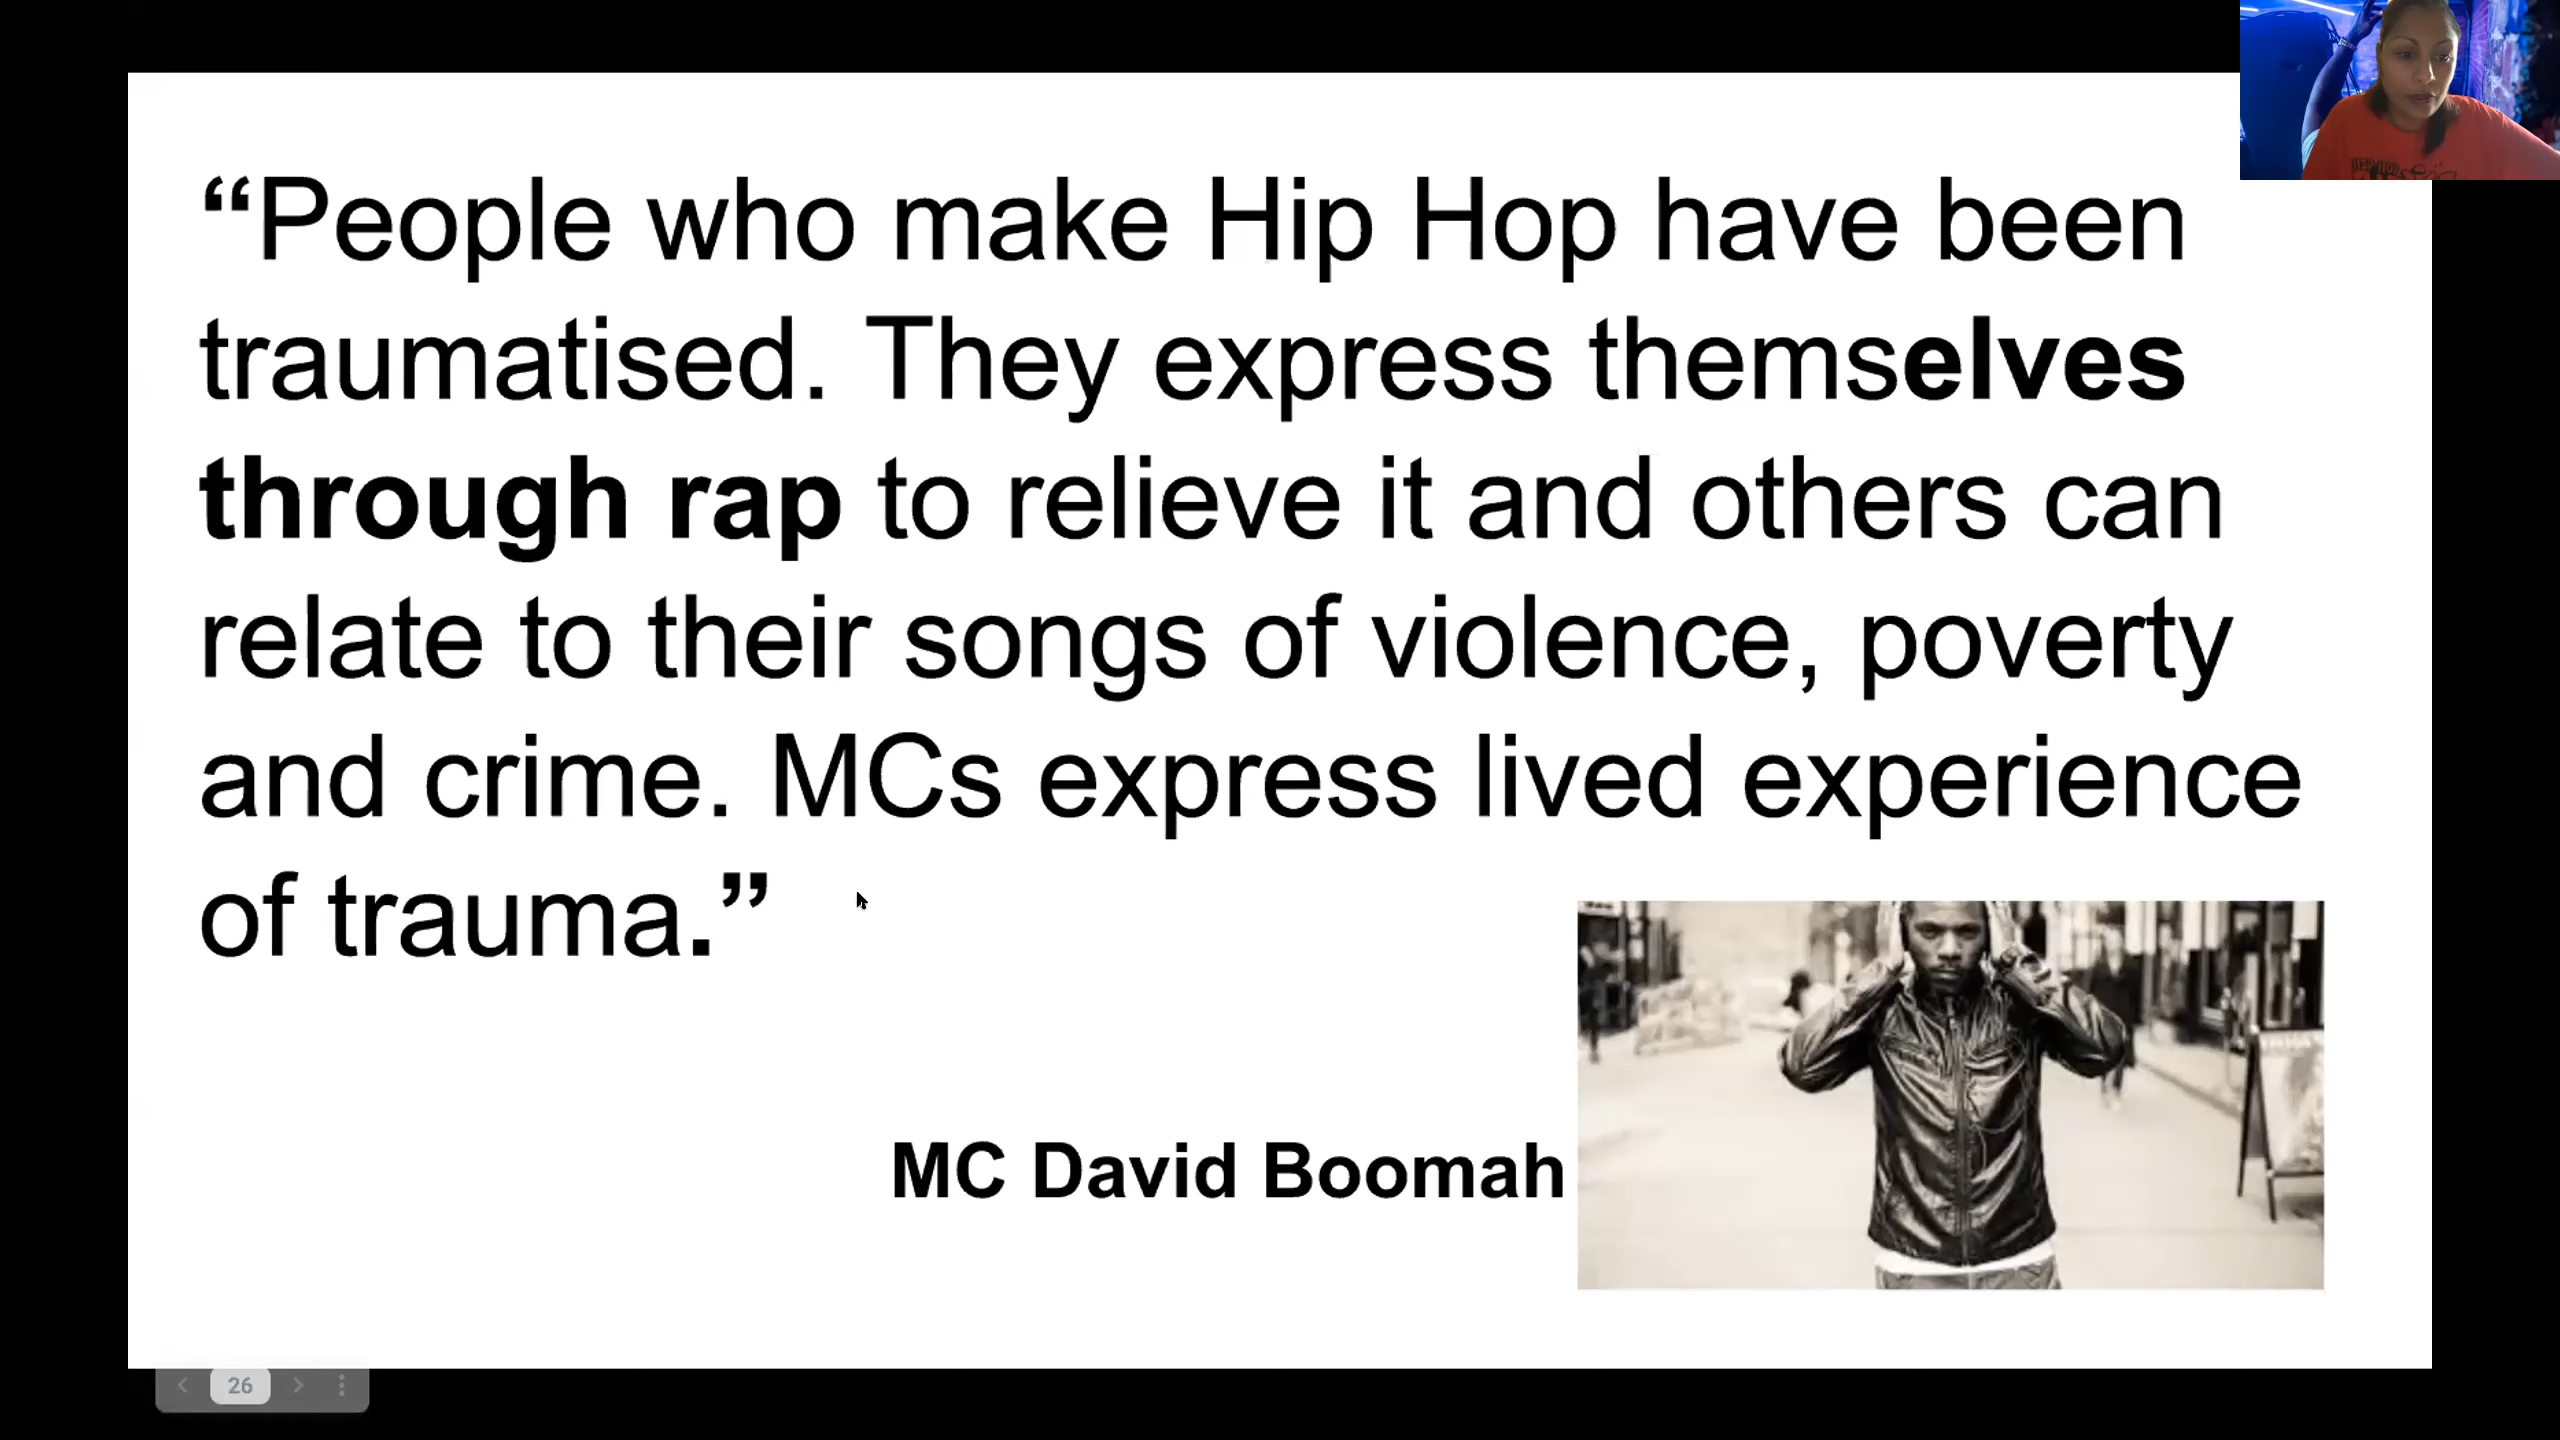 “People who make Hip Hop have been
traumatised. They express themselves
through rap to relieve it and others can
relate to their songs of violence, poverty
and crime. MCs express lived experience
of trauma.”
MC David Boomah
26